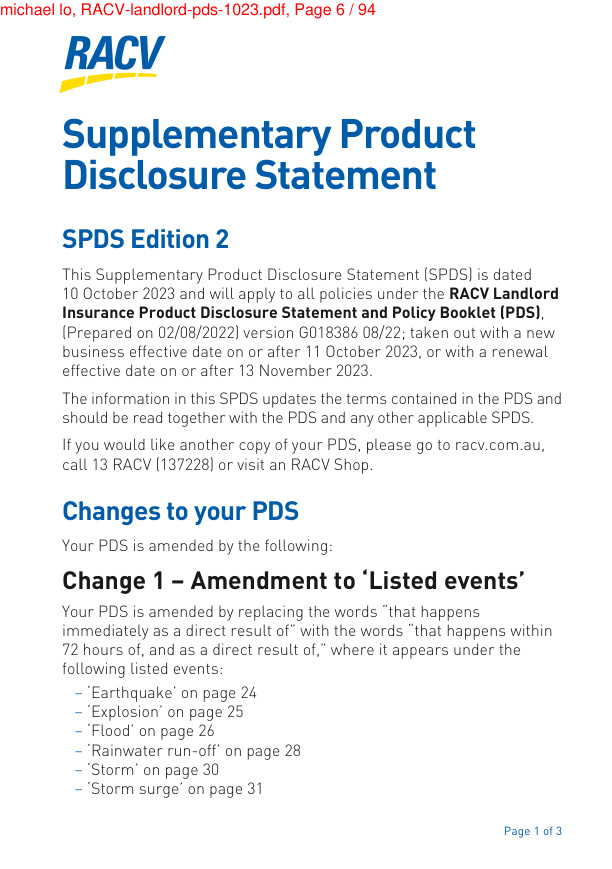 michael lo, RACV-landlord-pds-1023.pdf, Page 6 / 94
RACV
Supplementary Product
Disclosure Statement
SPDS Edition 2
This Supplementary Product Disclosure Statement (SPDS) is dated
10 October 2023 and will apply to all policies under the RACV Landlord
Insurance Product Disclosure Statement and Policy Booklet (PDS),
(Prepared on 02/08/2022) version G018386 08/22; taken out with a new
business effective date on or after 11 October 2023, or with a renewal
effective date on or after 13 November 2023.
The information in this SPDS updates the terms contained in the PDS and
should be read together with the PDS and any other applicable SPDS.
If you would like another copy of your PDS, please go to racv.com.au,
call 13 RACV (137228) or visit an RACV Shop.
Changes to your PDS
Your PDS is amended by the following:
Change 1 – Amendment to ‘Listed events’
Your PDS is amended by replacing the words “that happens
immediately as a direct result of” with the words “that happens within
72 hours of, and as a direct result of,” where it appears under the
following listed events:
– ‘Earthquake’ on page 24
– ‘Explosion’ on page 25
– ‘Flood’ on page 26
– ‘Rainwater run-off’ on page 28
– ‘Storm’ on page 30
– ‘Storm surge’ on page 31
Page 1 of 3